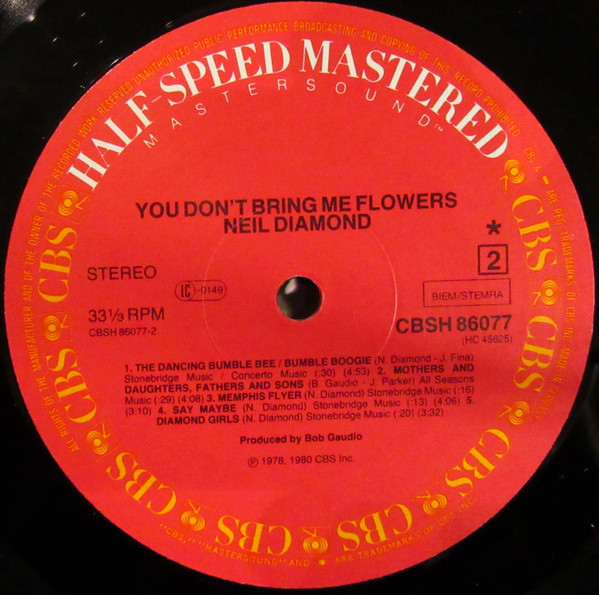 ALL RIGHTS OF THE MANUFACTURER AND OF THE OWNER OF THE RECORDED WORK RESERVED. UNAUTHORIZED PUBLIC PERFORMANCE BROADCASTING AND COPYING OF THIS RECORD PROHIBITED. CBS &
ARE REG. TRADEMARKS OF CBS INC.
HALF-SPEED MASTERED
MASTERSOUND™
YOU DON'T BRING ME FLOWERS
NEIL DIAMOND
*
STEREO
LC -0149
2
33⅓ RPM
BIEM/STEMRA
CBSH 86077-2
CBSH 86077
(HC 45625)
1. THE DANCING BUMBLE BEE / BUMBLE BOOGIE (N. Diamond - J. Fina)
Stonebridge Music / Concerto Music (:30) (4:53) 2. MOTHERS AND
DAUGHTERS, FATHERS AND SONS (B. Gaudio - J. Parker) All Seasons
Music (:29) (4:08) 3. MEMPHIS FLYER (N. Diamond) Stonebridge Music (:16)
(3:10) 4. SAY MAYBE (N. Diamond) Stonebridge Music (:13) (4:06) 5.
DIAMOND GIRLS (N. Diamond) Stonebridge Music (:20) (3:32)
Produced by Bob Gaudio
℗ 1978, 1980 CBS Inc.
CBS CBS CBS CBS CBS CBS CBS CBS
"CBS," "MASTERSOUND" AND
ARE TRADEMARKS OF CBS INC.